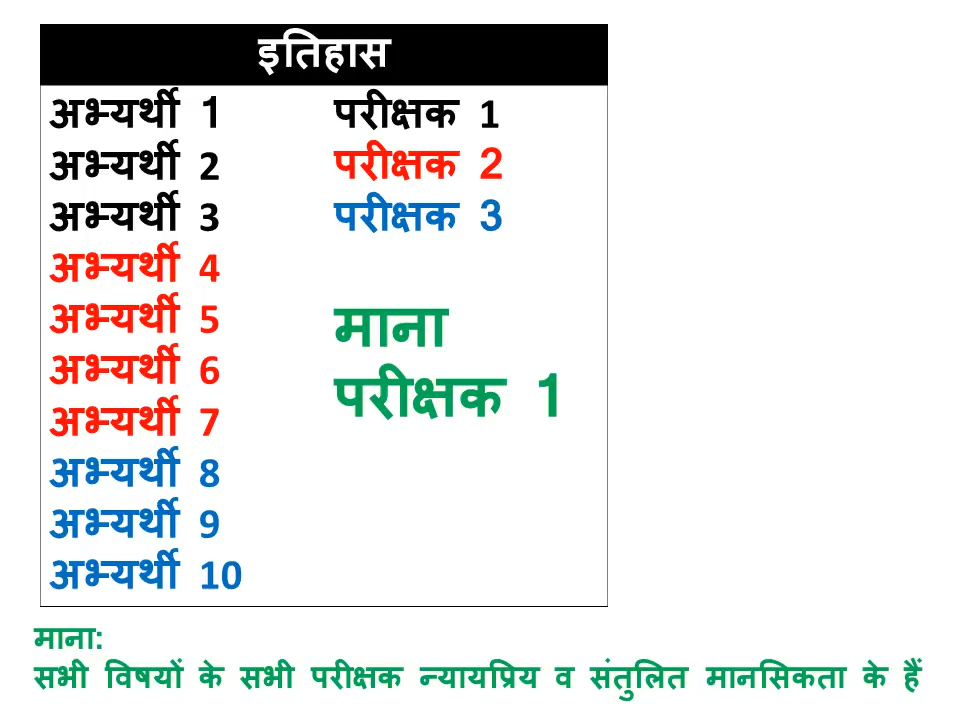 इतिहास
अभ्यर्थी 1 परीक्षक 1
अभ्यर्थी 2 परीक्षक 2
अभ्यर्थी 3 परीक्षक 3
अभ्यर्थी 4
अभ्यर्थी 5
अभ्यर्थी 6
अभ्यर्थी 7
अभ्यर्थी 8
अभ्यर्थी 9
अभ्यर्थी 10
माना
परीक्षक 1
माना:
सभी विषयों के सभी परीक्षक न्यायप्रिय व संतुलित मानसिकता के हैं